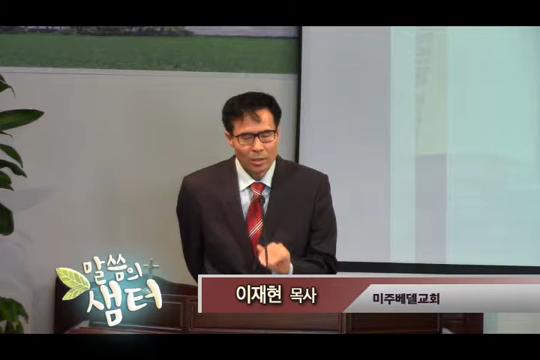 말씀의
샘터
이재현 목사
미주베델교회